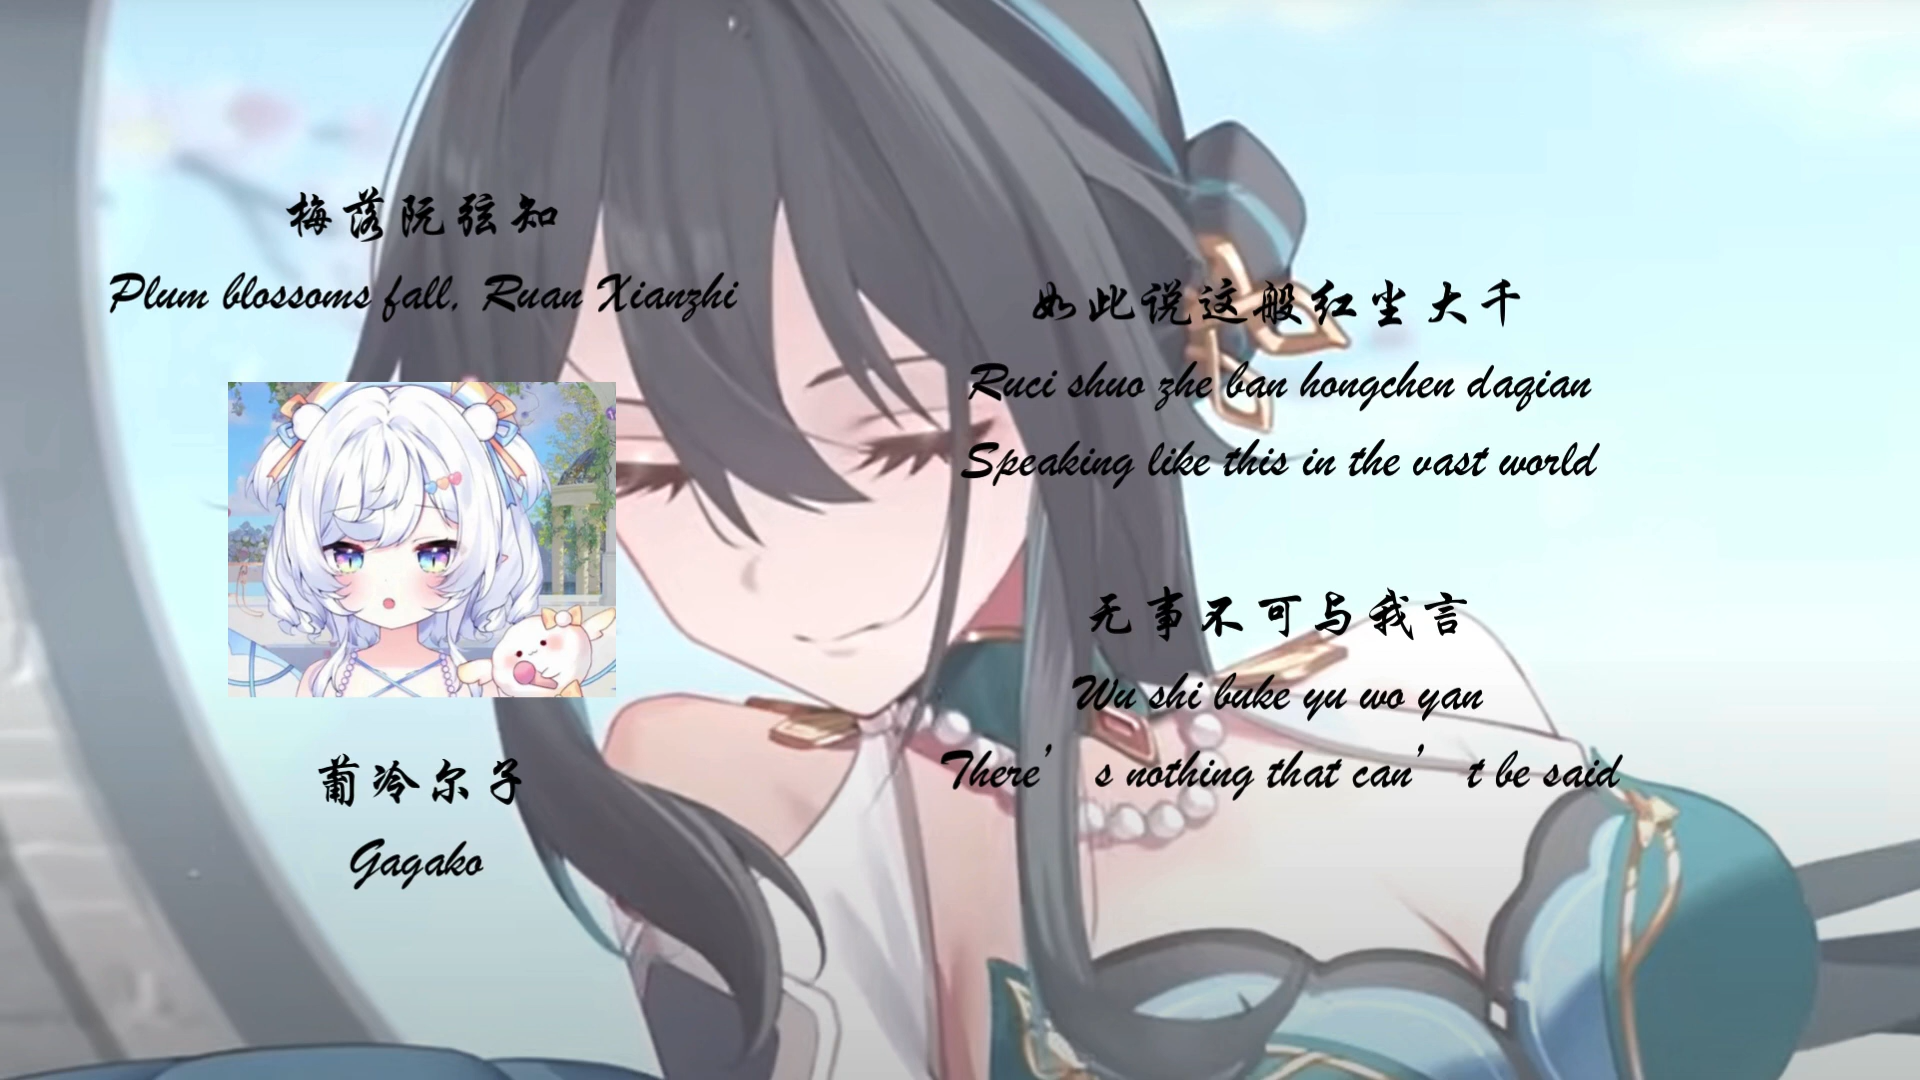 梅落阮弦知
Plum blossoms fall, Ruan Xianzhi
葡冷尔子
Gagako
如此说这般红尘大千
Ruci shuo zhe ban hongchen daqian
Speaking like this in the vast world
无事不可与我言
Wu shi buke yu wo yan
There’s nothing that can’t be said